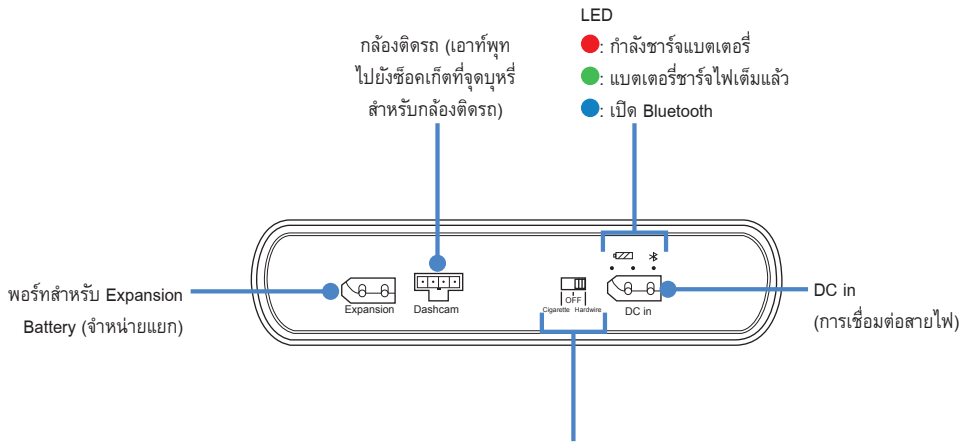 LED
: กำลังชาร์จแบตเตอรี่
: แบตเตอรี่ชาร์จไฟเต็มแล้ว
: เปิด Bluetooth
กล้องติดรถ (เอาท์พุท
ไปยังซ็อคเก็ตที่จุดบุหรี่
สำหรับกล้องติดรถ)
พอร์ทสำหรับ Expansion
Battery (จำหน่ายแยก)
Expansion
Dashcam
OFF
Cigarette Hardwire
DC in
DC in
(การเชื่อมต่อสายไฟ)